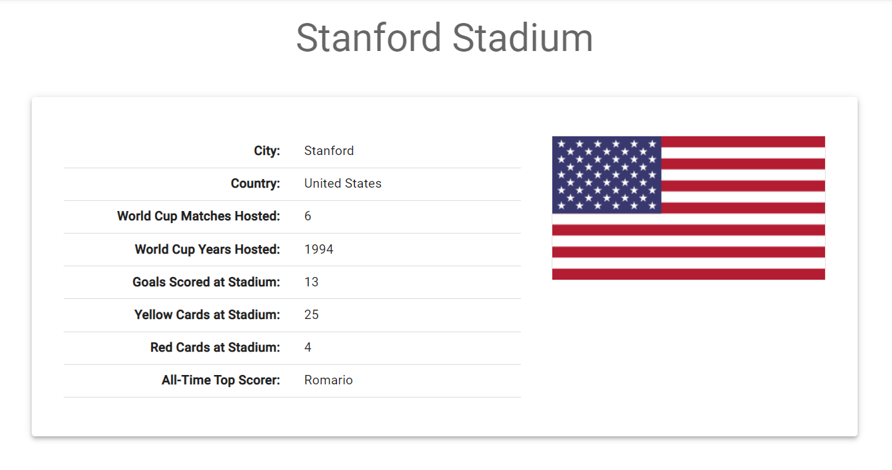 Stanford Stadium
City: Stanford
Country: United States
World Cup Matches Hosted: 6
World Cup Years Hosted: 1994
Goals Scored at Stadium: 13
Yellow Cards at Stadium: 25
Red Cards at Stadium: 4
All-Time Top Scorer: Romario